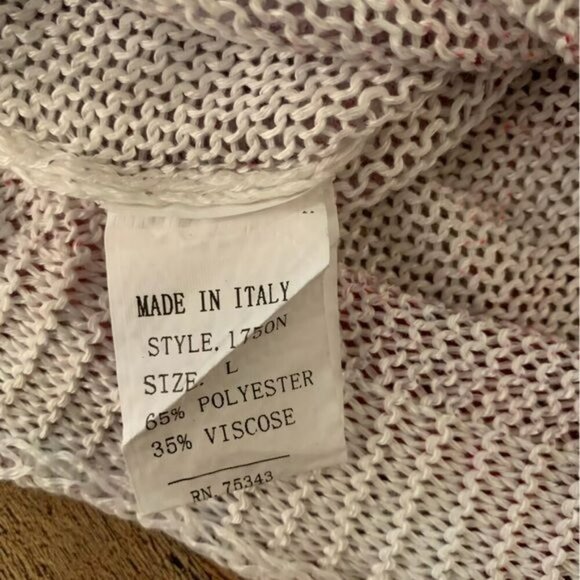 MADE IN ITALY
STYLE. 1750N
SIZE. L
65% POLYESTER
35% VISCOSE
RN. 75343